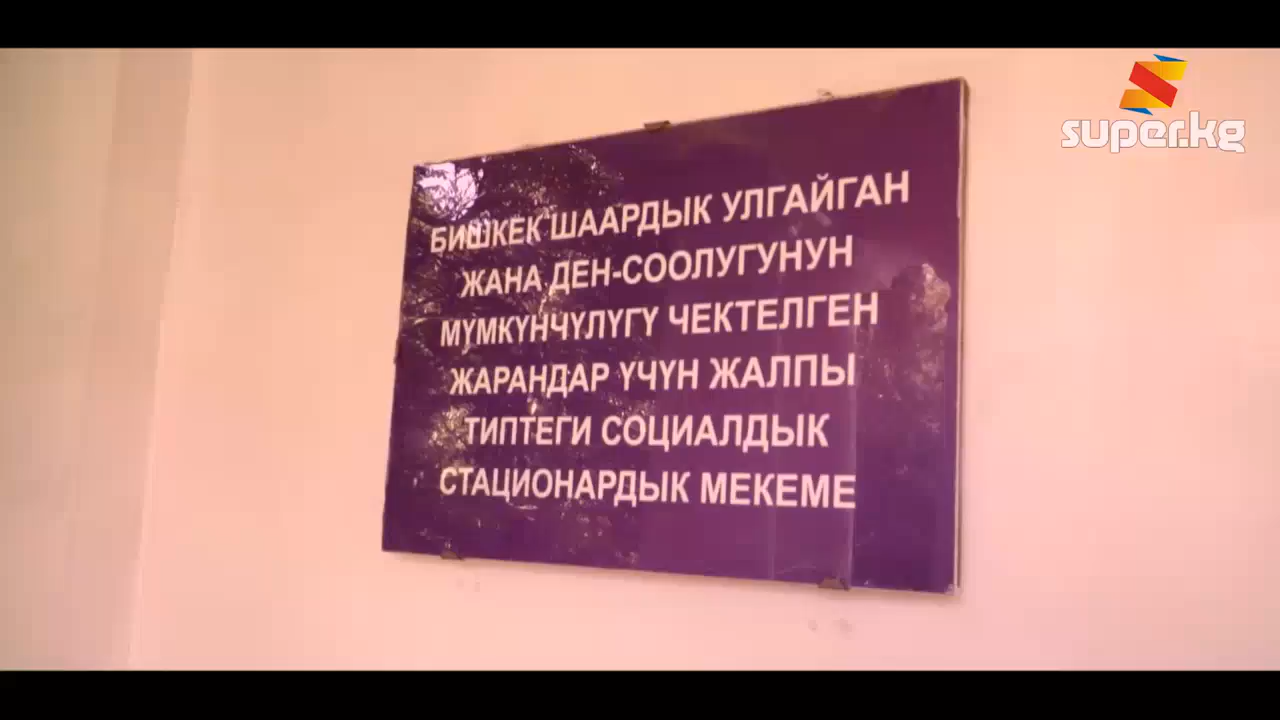 super.kg
БИШКЕК ШААРДЫК УЛГАЙГАН
ЖАНА ДЕН-СООЛУГУНУН
МҮМКҮНЧҮЛҮГҮ ЧЕКТЕЛГЕН
ЖАРАНДАР ҮЧҮН ЖАЛПЫ
ТИПТЕГИ СОЦИАЛДЫК
СТАЦИОНАРДЫК МЕКЕМЕ